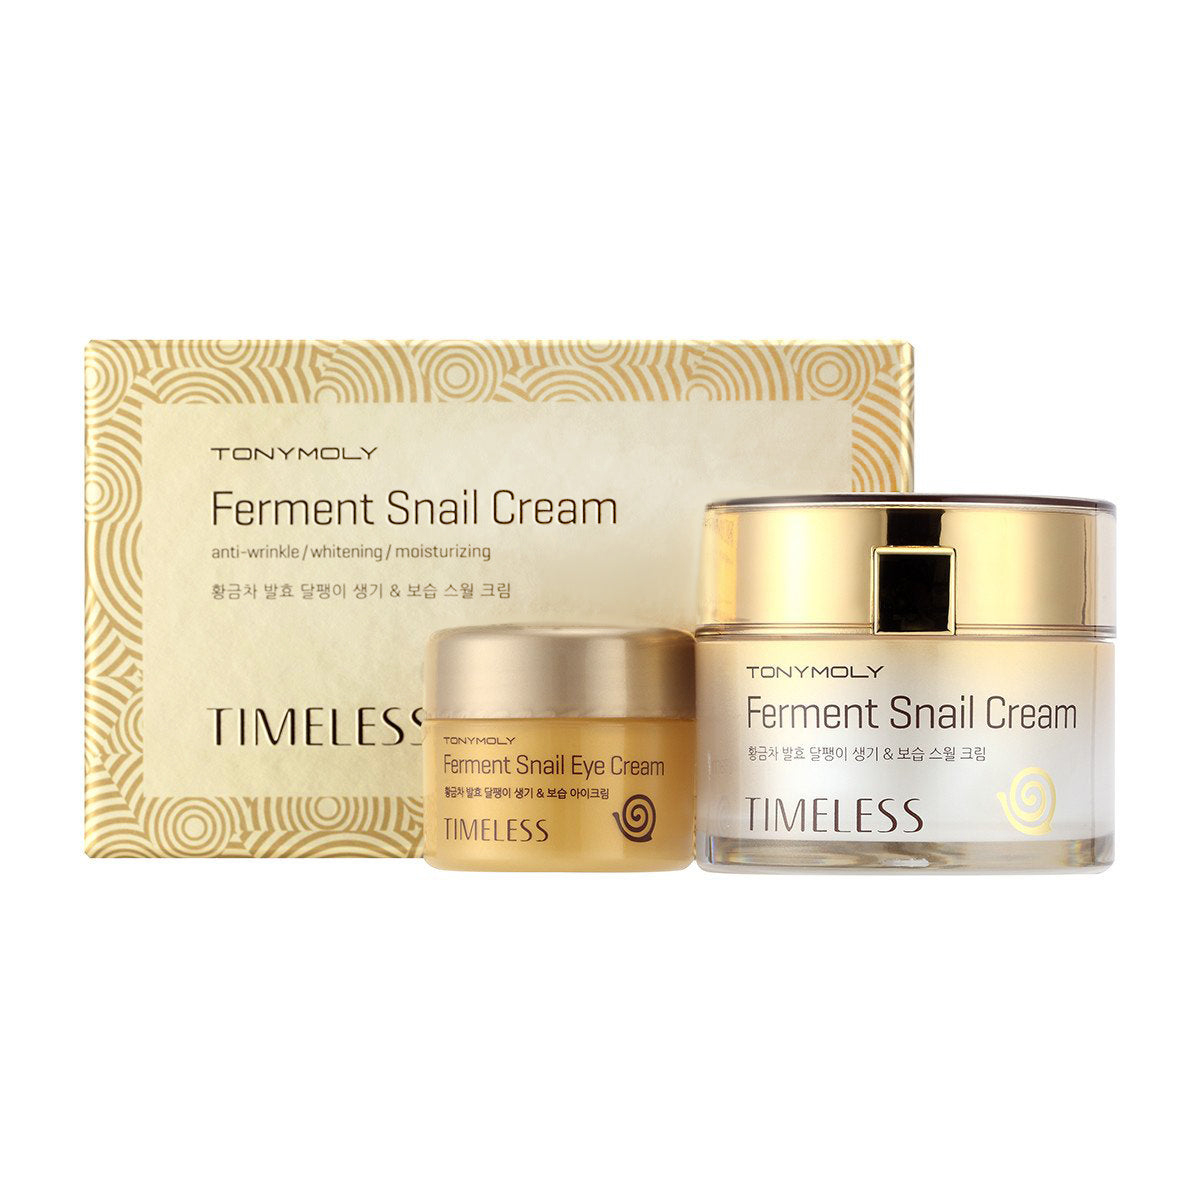 TONYMOLY
Ferment Snail Cream
anti-wrinkle / whitening / moisturizing
황금차 발효 달팽이 생기 & 보습 스월 크림
TIMELESS
TONYMOLY
Ferment Snail Eye Cream
황금차 발효 달팽이 생기 & 보습 아이크림
TIMELESS
TONYMOLY
Ferment Snail Cream
황금차 발효 달팽이 생기 & 보습 스월 크림
TIMELESS